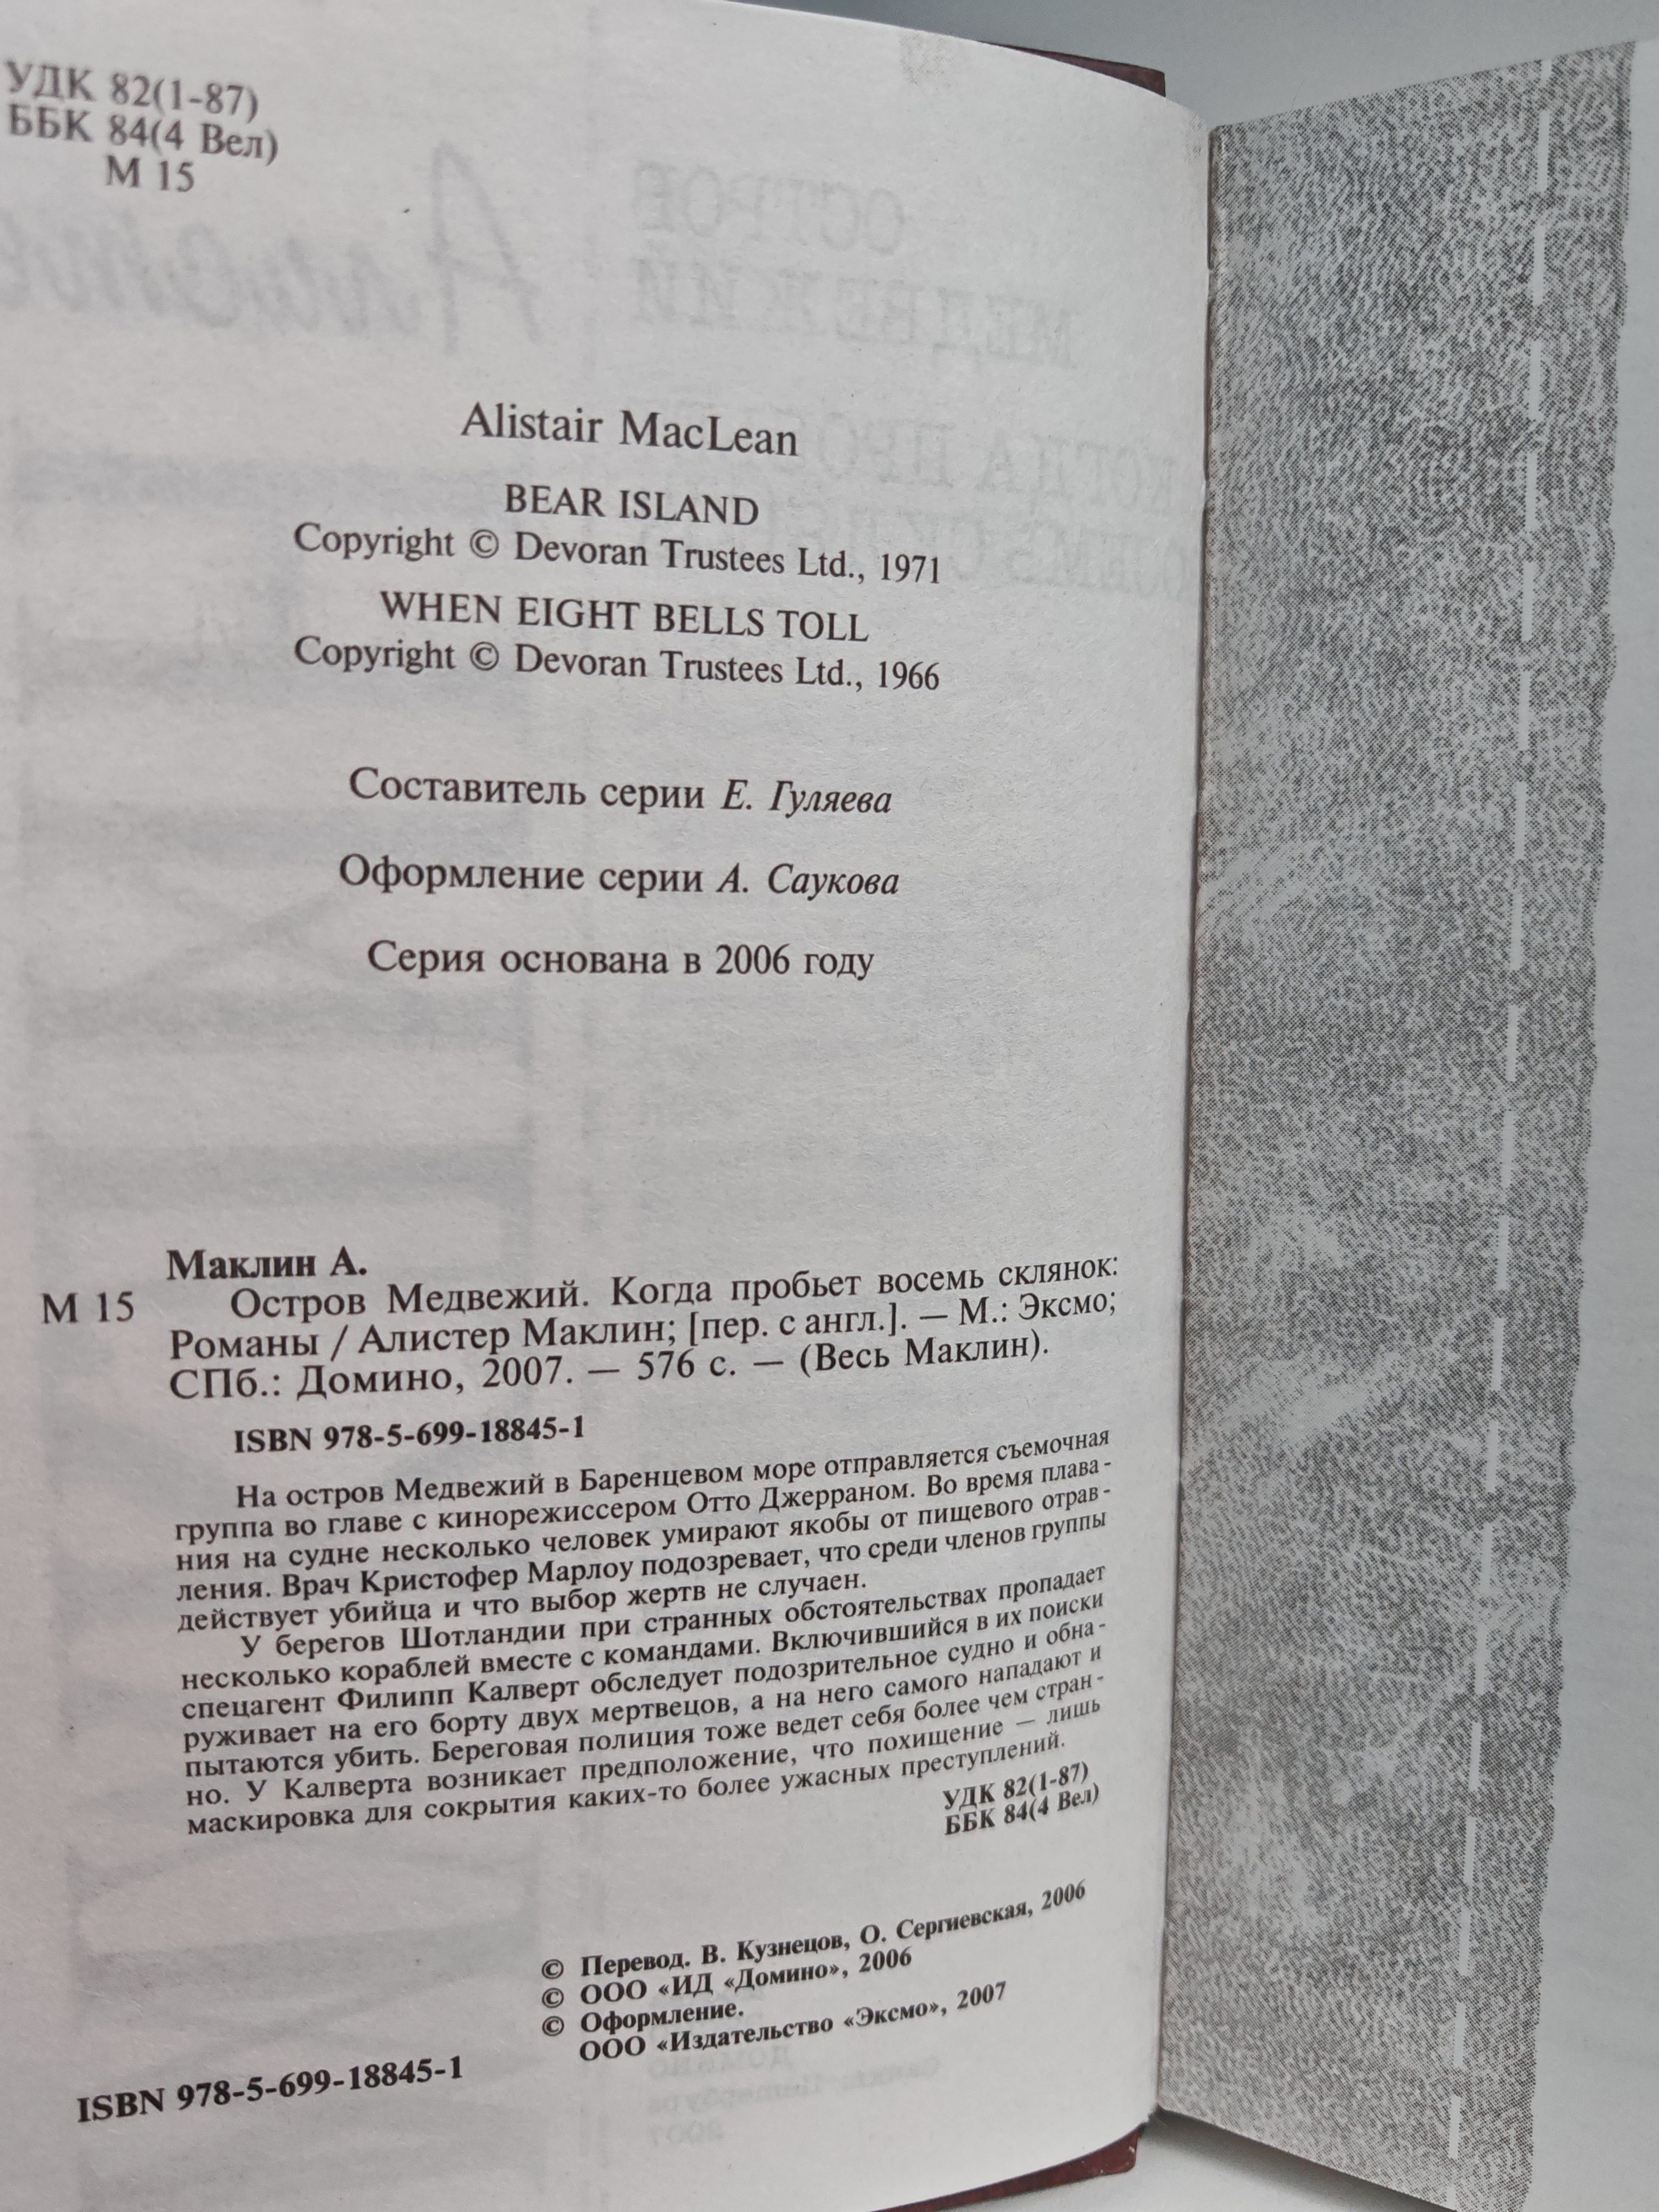 УДК 82(1-87)
ББК 84(4 Вел)
М 15
Alistair MacLean
BEAR ISLAND
Copyright © Devoran Trustees Ltd., 1971
WHEN EIGHT BELLS TOLL
Copyright © Devoran Trustees Ltd., 1966
Составитель серии Е. Гуляева
Оформление серии А. Саукова
Серия основана в 2006 году
Маклин А.
М 15 Остров Медвежий. Когда пробьет восемь склянок:
Романы / Алистер Маклин; [пер. с англ.]. — М.: Эксмо;
СПб.: Домино, 2007. — 576 с. — (Весь Маклин).
ISBN 978-5-699-18845-1
На остров Медвежий в Баренцевом море отправляется съемочная
группа во главе с кинорежиссером Отто Джерраном. Во время плава-
ния на судне несколько человек умирают якобы от пищевого отрав-
ления. Врач Кристофер Марлоу подозревает, что среди членов группы
действует убийца и что выбор жертв не случаен.
У берегов Шотландии при странных обстоятельствах пропадает
несколько кораблей вместе с командами. Включившийся в их поиски
спецагент Филипп Калверт обследует подозрительное судно и обна-
руживает на его борту двух мертвецов, а на него самого нападают и
пытаются убить. Береговая полиция тоже ведет себя более чем стран-
но. У Калверта возникает предположение, что похищение — лишь
маскировка для сокрытия каких-то более ужасных преступлений.
УДК 82(1-87)
ББК 84(4 Вел)
© Перевод. В. Кузнецов, О. Сергиевская, 2006
© ООО «ИД «Домино», 2006
© Оформление.
ООО «Издательство «Эксмо», 2007
ISBN 978-5-699-18845-1